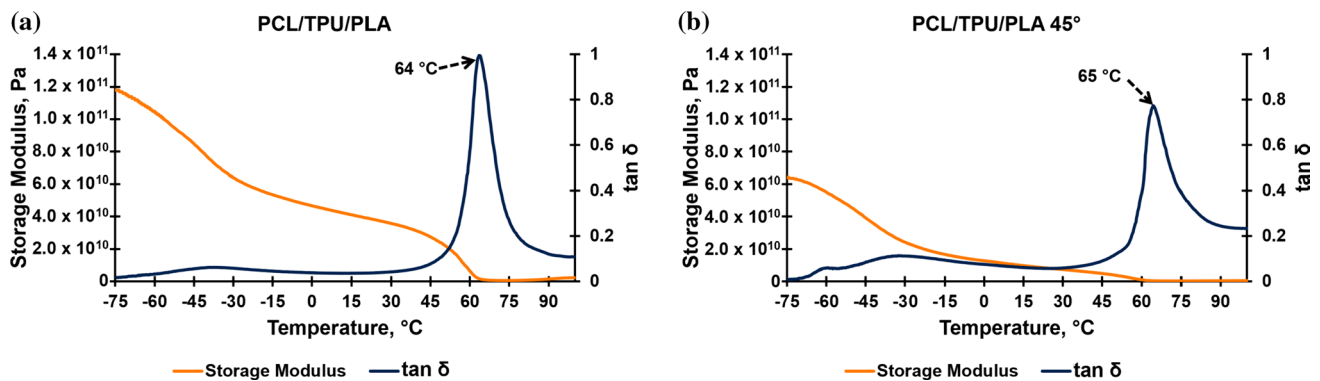 (a)
PCL/TPU/PLA
Storage Modulus, Pa
1.4 x 10¹¹
1.2 x 10¹¹
1.0 x 10¹¹
8.0 x 10¹⁰
6.0 x 10¹⁰
4.0 x 10¹⁰
2.0 x 10¹⁰
0
64 °C
1
0.8
0.6
0.4
0.2
0
tan δ
-75 -60 -45 -30 -15 0 15 30 45 60 75 90
Temperature, °C
Storage Modulus tan δ
(b)
PCL/TPU/PLA 45°
Storage Modulus, Pa
1.4 x 10¹¹
1.2 x 10¹¹
1.0 x 10¹¹
8.0 x 10¹⁰
6.0 x 10¹⁰
4.0 x 10¹⁰
2.0 x 10¹⁰
0
65 °C
1
0.8
0.6
0.4
0.2
0
tan δ
-75 -60 -45 -30 -15 0 15 30 45 60 75 90
Temperature, °C
Storage Modulus tan δ